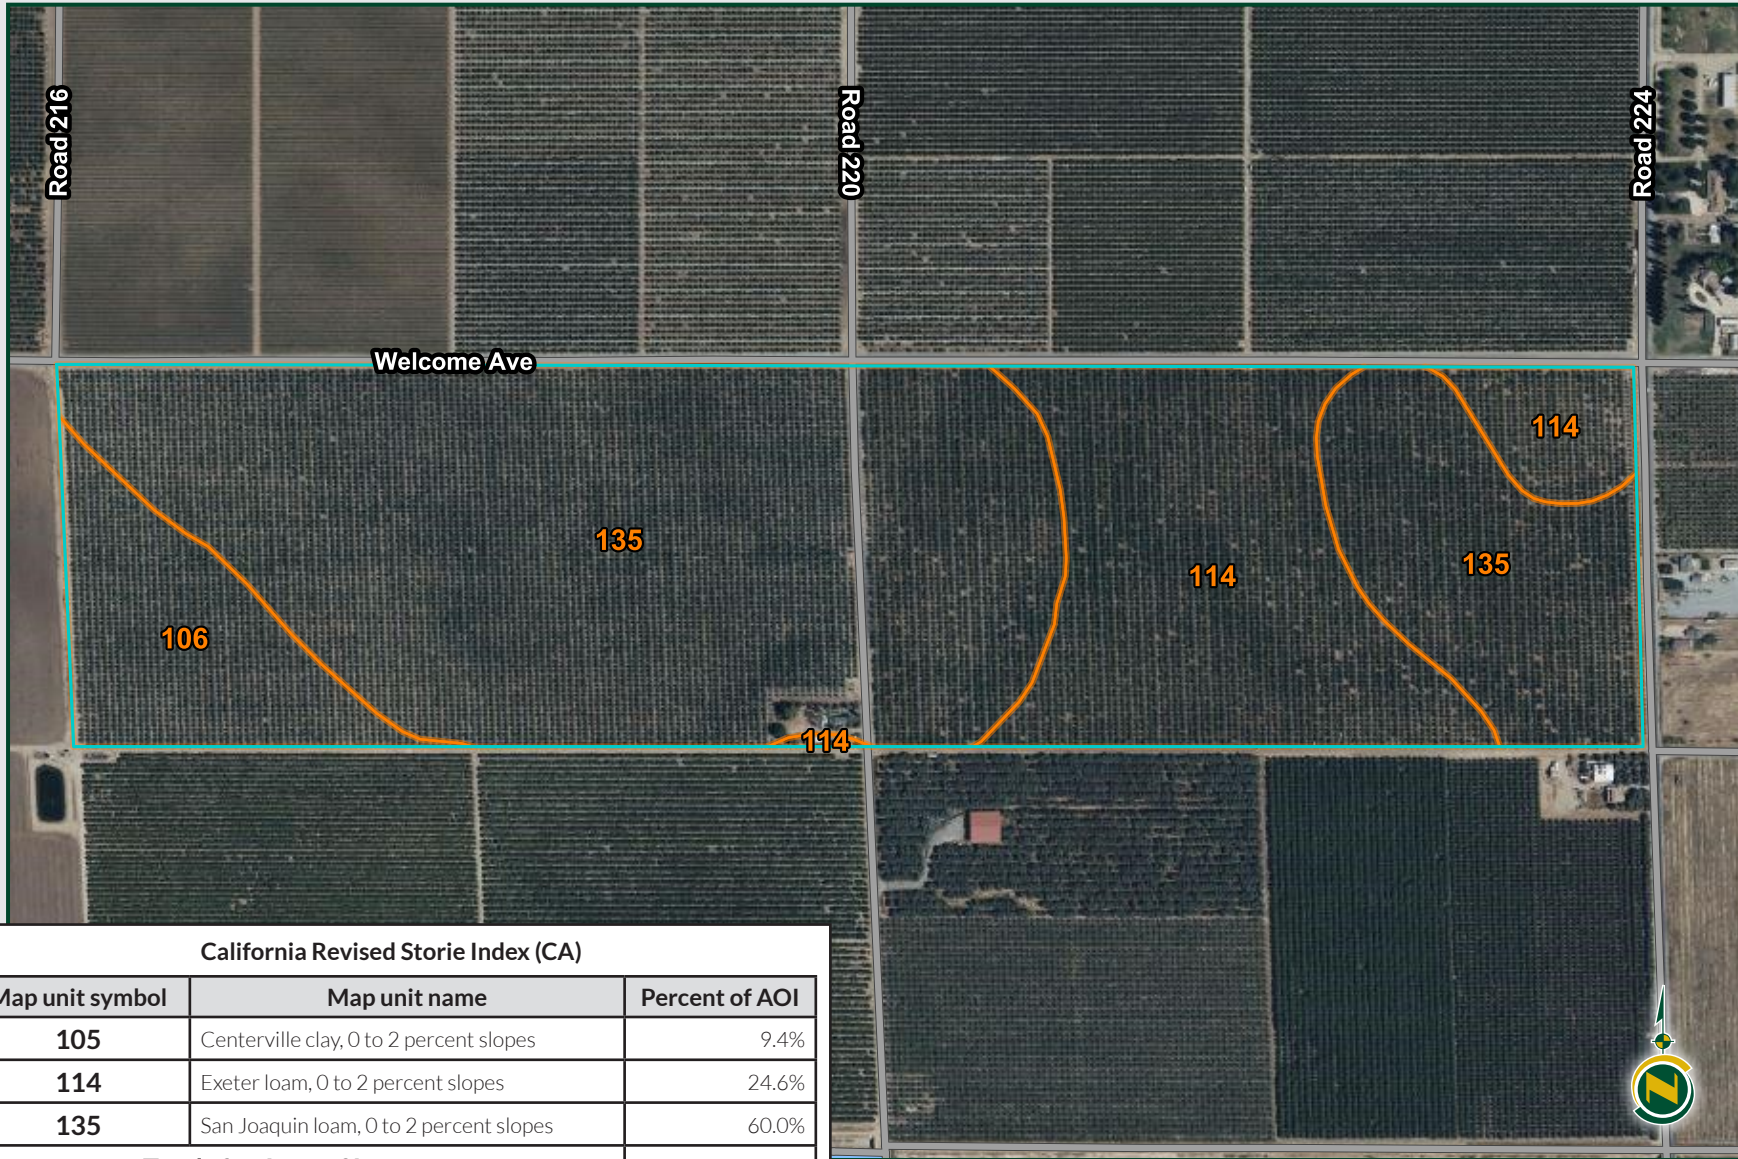 Road 216
Road 220
Road 224
Welcome Ave
114
135
135
114
106
114
California Revised Storie Index (CA)
Map unit symbol Map unit name Percent of AOI
105 Centerville clay, 0 to 2 percent slopes 9.4%
114 Exeter loam, 0 to 2 percent slopes 24.6%
135 San Joaquin loam, 0 to 2 percent slopes 60.0%
N